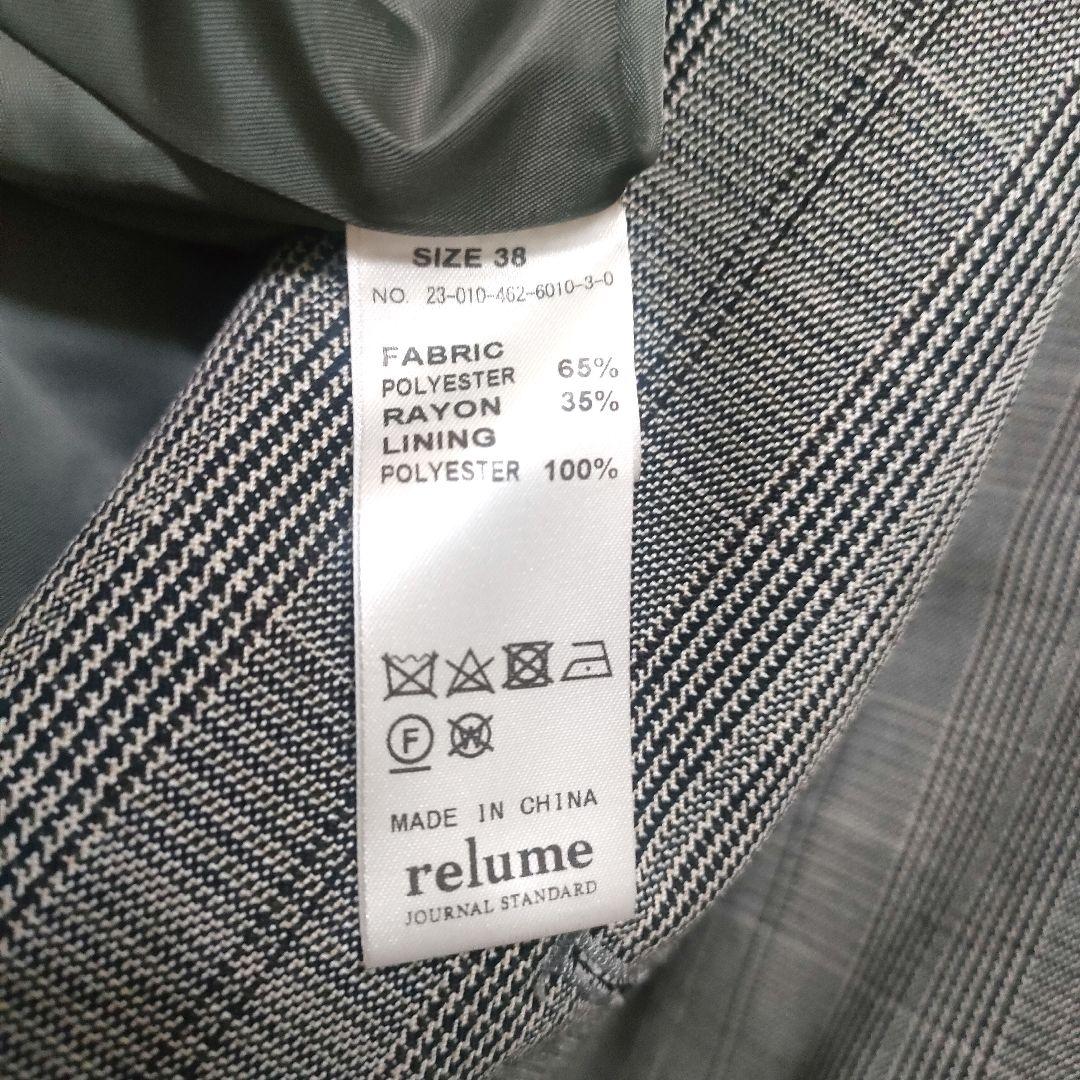 SIZE 38
NO. 23-010-462-6010-3-0
FABRIC
POLYESTER 65%
RAYON 35%
LINING
POLYESTER 100%
F W
MADE IN CHINA
relume
JOURNAL STANDARD